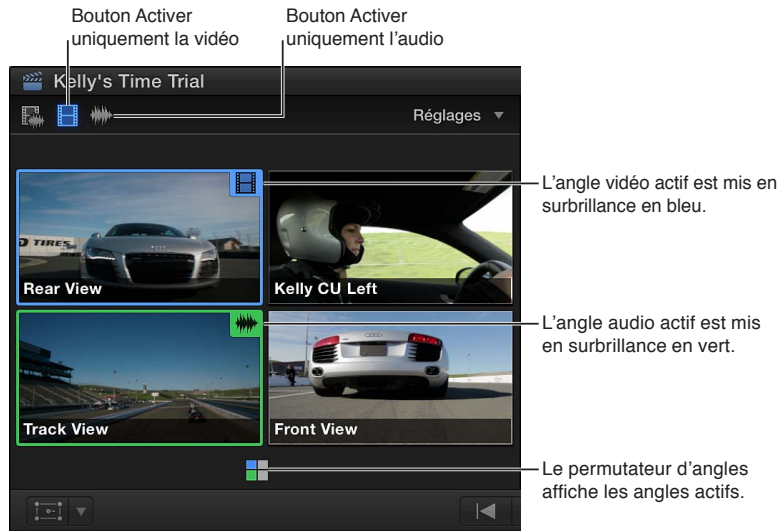 Bouton Activer
uniquement la vidéo
Bouton Activer
uniquement l'audio
Kelly's Time Trial
Réglages
L'angle vidéo actif est mis en
surbrillance en bleu.
TIRES
Rear View
Kelly CU Left
L'angle audio actif est mis
en surbrillance en vert.
Track View
Front View
Le permutateur d'angles
affiche les angles actifs.